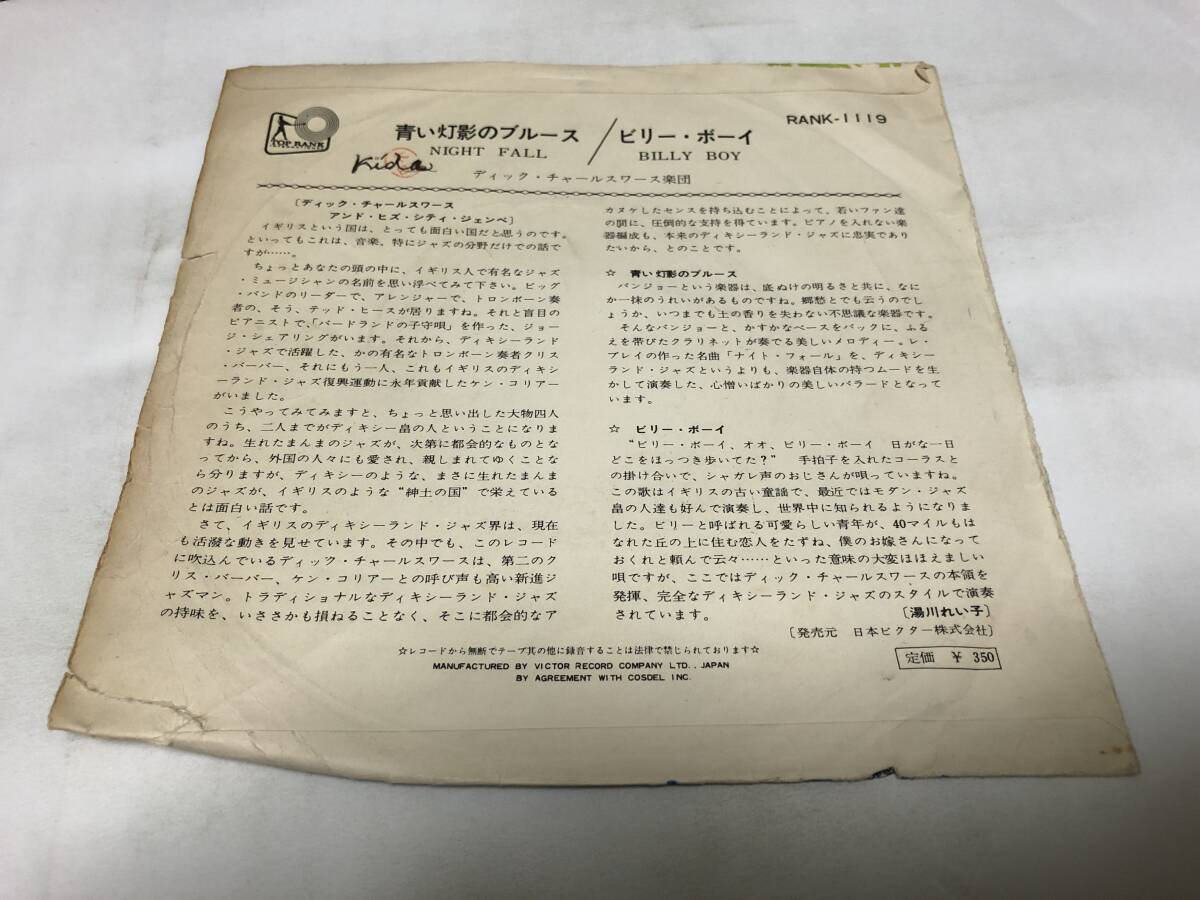 TOP RANK
青い灯影のブルース／ビリー・ボーイ
NIGHT FALL
BILLY BOY
RANK-1119
Kida
ディック・チャールスワース楽団
〔ディック・チャールスワース
アンド・ヒズ・シティ・ジェンべ〕
イギリスという国は、とっても面白い国だと思うのです。
といってもこれは、音楽、特にジャズの分野だけでの話で
すが……。
ちょっとあなたの頭の中に、イギリス人で有名なジャズ
・ミュージシャンの名前を思い浮べてみて下さい。ビッグ
・バンドのリーダーで、アレンジャーで、トロンボーン奏
者の、そう、テッド・ヒースが居りますね。それと盲目の
ピアニストで、「バードランドの子守唄」を作った、ジョー
ジ・シェアリングがいます。それから、ディキシーランド
・ジャズで活躍した、かの有名なトロンボーン奏者クリス
・バーバー、それにもう一人、これもイギリスのディキシ
ーランド・ジャズ復興運動に永年貢献したケン・コリアー
がいました。
こうやってみてみますと、ちょっと思い出した大物四人
のうち、二人までがディキシー畠の人ということになりま
すね。生れたまんまのジャズが、次第に都会的なものとな
ってから、外国の人々にも愛され、親しまれてゆくことな
ら分りますが、ディキシーのような、まさに生れたまんま
のジャズが、イギリスのような“紳士の国”で栄えている
とは面白い話です。
さて、イギリスのディキシーランド・ジャズ界は、現在
も活潑な動きを見せています。その中でも、このレコード
に吹込んでいるディック・チャールスワースは、第二のク
リス・バーバー、ケン・コリアーとの呼び声も高い新進ジ
ャズマン。トラディショナルなディキシーランド・ジャズ
の持味を、いささかも損ねることなく、そこに都会的なア
カヌケしたセンスを持ち込むことによって、若いファン達
の間に、圧倒的な支持を得ています。ピアノを入れない楽
器編成も、本来のディキシーランド・ジャズに忠実であり
たいから、とのことです。
☆ 青い灯影のブルース
バンジョーという楽器は、底ぬけの明るさと共に、なに
か一抹のうれいがあるものですね。郷愁とでも云うのでし
ょうか、いつまでも土の香りを失わない不思議な楽器です。
そんなバンジョーと、かすかなベースをバックに、ふる
えを帯びたクラリネットが奏でる美しいメロディー。レ・
ブレイの作った名曲「ナイト・フォール」を、ディキシー
ランド・ジャズというよりも、楽器自体の持つムードを生
かして演奏した、心憎いばかりの美しいバラードとなって
います。
☆ ビリー・ボーイ
“ビリー・ボーイ、オオ、ビリー・ボーイ 日がな一日
どこをほっつき歩いてた？” 手拍子を入れたコーラスと
の掛け合いで、シャガレ声のおじさんが唄っていますね。
この歌はイギリスの古い童謡で、最近ではモダン・ジャズ
畠の人達も好んで演奏し、世界中に知られるようになりま
した。ビリーと呼ばれる可愛らしい青年が、40マイルもは
なれた丘の上に住む恋人をたずね、僕のお嫁さんになって
おくれと頼んで云々……といった意味の大変ほほえましい
唄ですが、ここではディック・チャールスワースの本領を
発揮、完全なディキシーランド・ジャズのスタイルで演奏
されています。
〔湯川れい子〕
〔発売元 日本ビクター株式会社〕
☆レコードから無断でテープ其の他に録音することは法律で禁じられております☆
MANUFACTURED BY VICTOR RECORD COMPANY LTD., JAPAN
BY AGREEMENT WITH COSDEL INC.
定価 ￥ 350